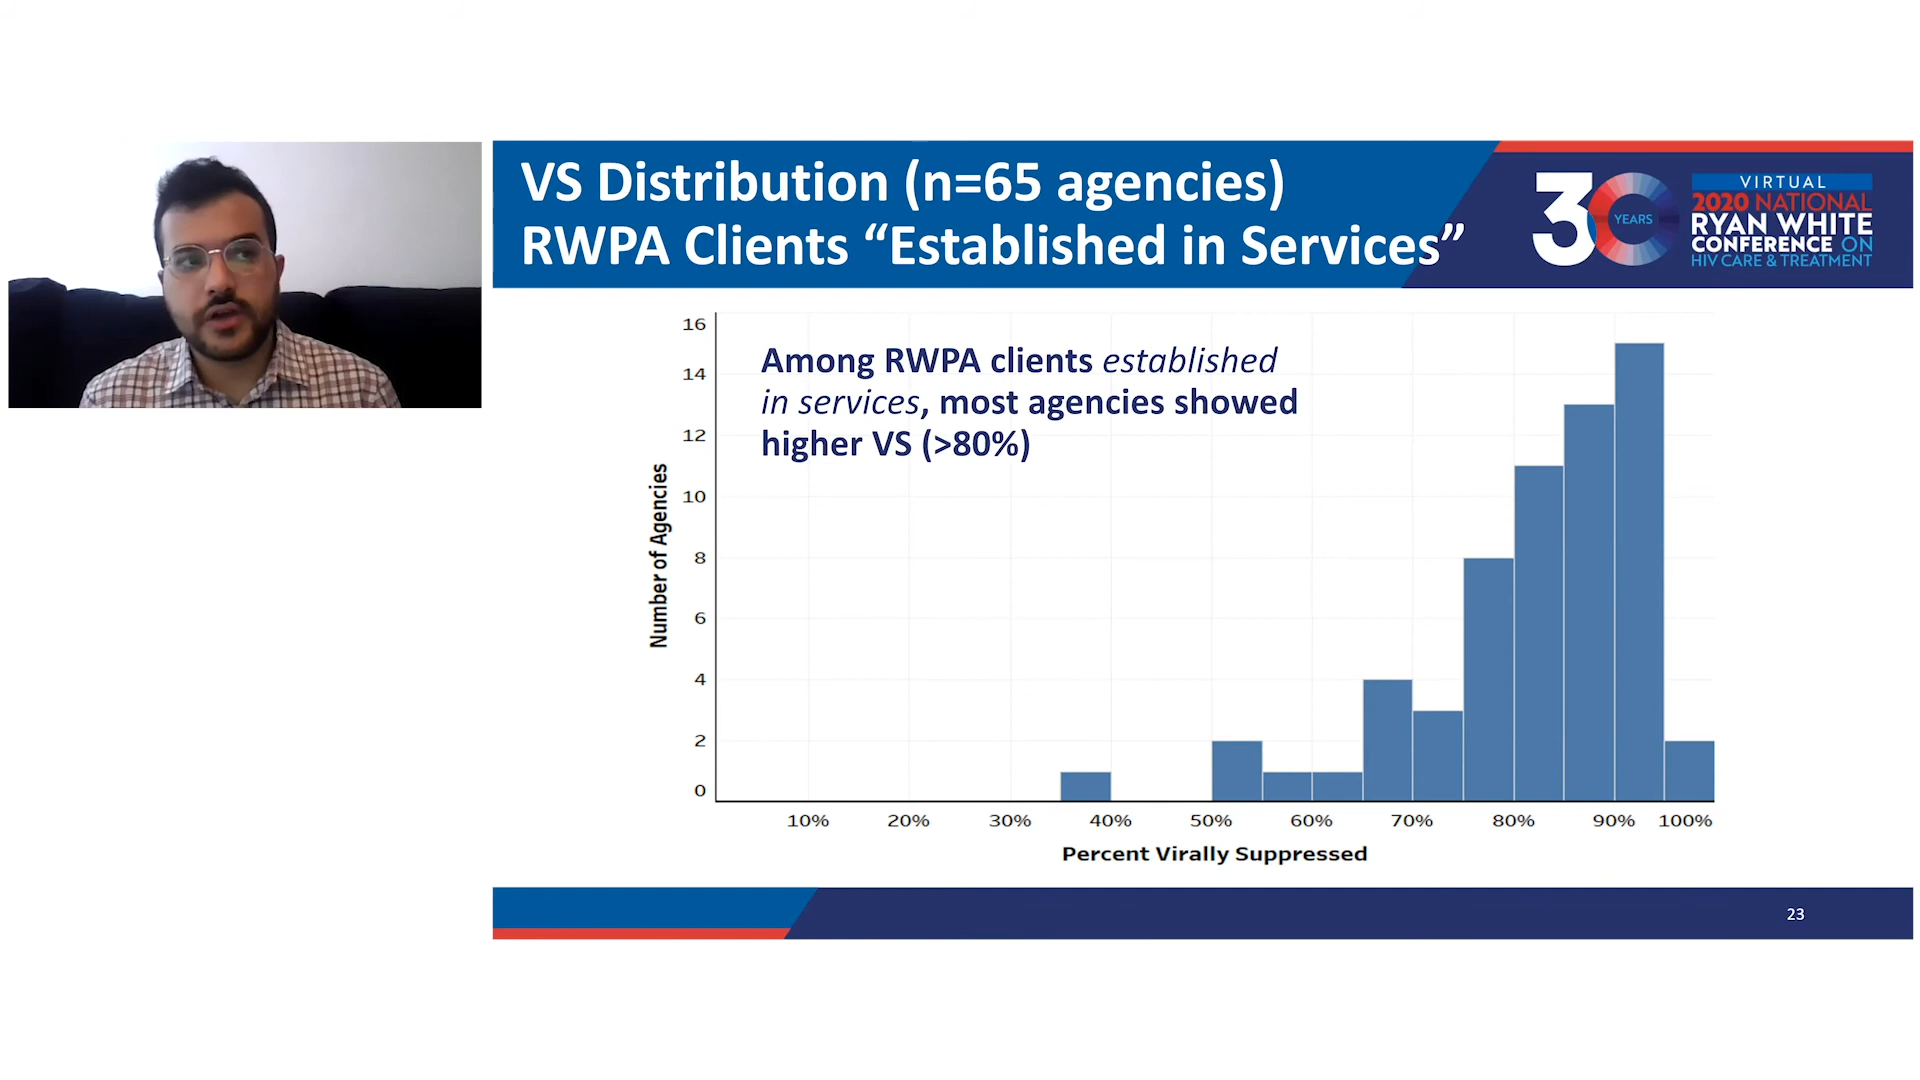 VS Distribution (n=65 agencies)
RWPA Clients “Established in Services”
30
YEARS
VIRTUAL
2020 NATIONAL
RYAN WHITE
CONFERENCE ON
HIV CARE & TREATMENT
Among RWPA clients established
in services, most agencies showed
higher VS (>80%)
Number of Agencies
16
14
12
10
8
6
4
2
0
10% 20% 30% 40% 50% 60% 70% 80% 90% 100%
Percent Virally Suppressed
23